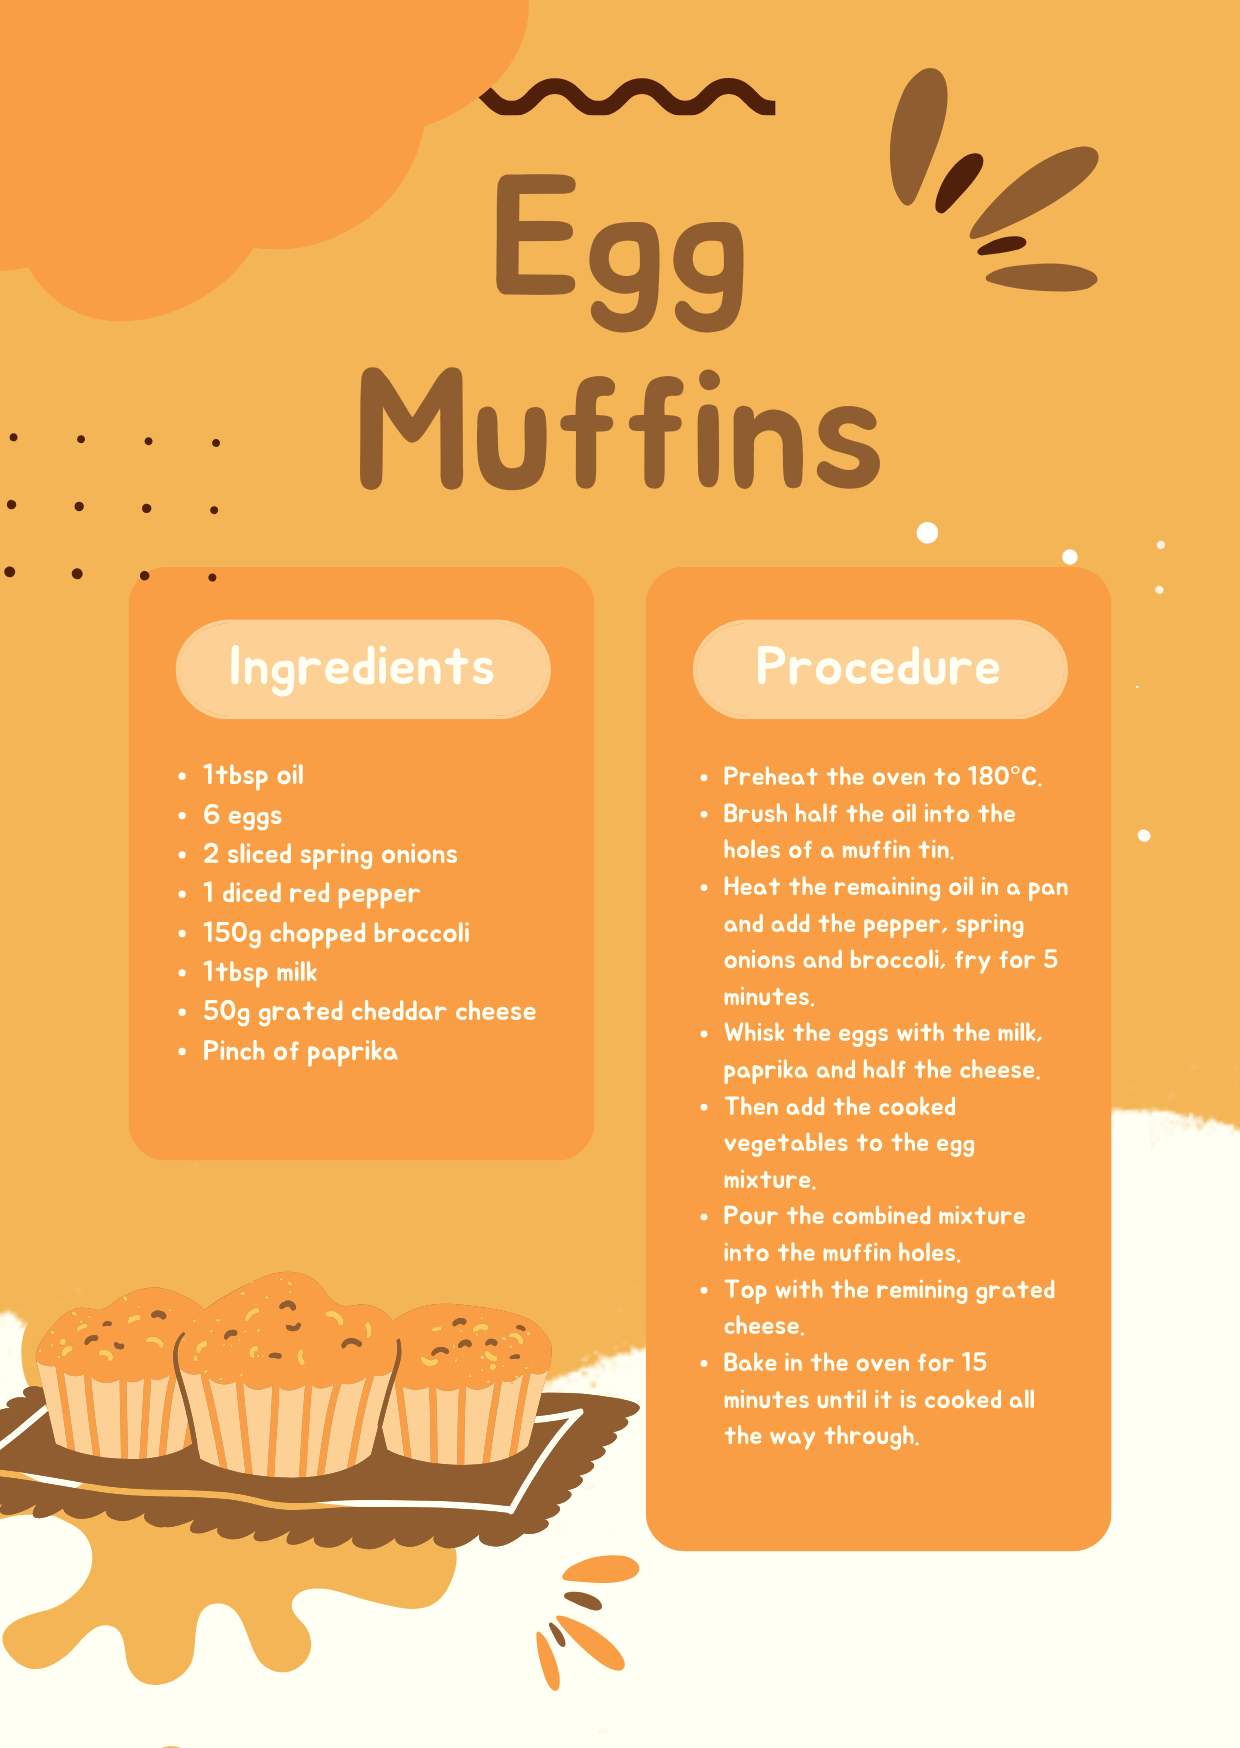 Egg
Muffins
Ingredients
• 1tbsp oil
• 6 eggs
• 2 sliced spring onions
• 1 diced red pepper
• 150g chopped broccoli
• 1tbsp milk
• 50g grated cheddar cheese
• Pinch of paprika
Procedure
• Preheat the oven to 180°C.
• Brush half the oil into the
holes of a muffin tin.
• Heat the remaining oil in a pan
and add the pepper, spring
onions and broccoli, fry for 5
minutes.
• Whisk the eggs with the milk,
paprika and half the cheese.
• Then add the cooked
vegetables to the egg
mixture.
• Pour the combined mixture
into the muffin holes.
• Top with the remining grated
cheese.
• Bake in the oven for 15
minutes until it is cooked all
the way through.